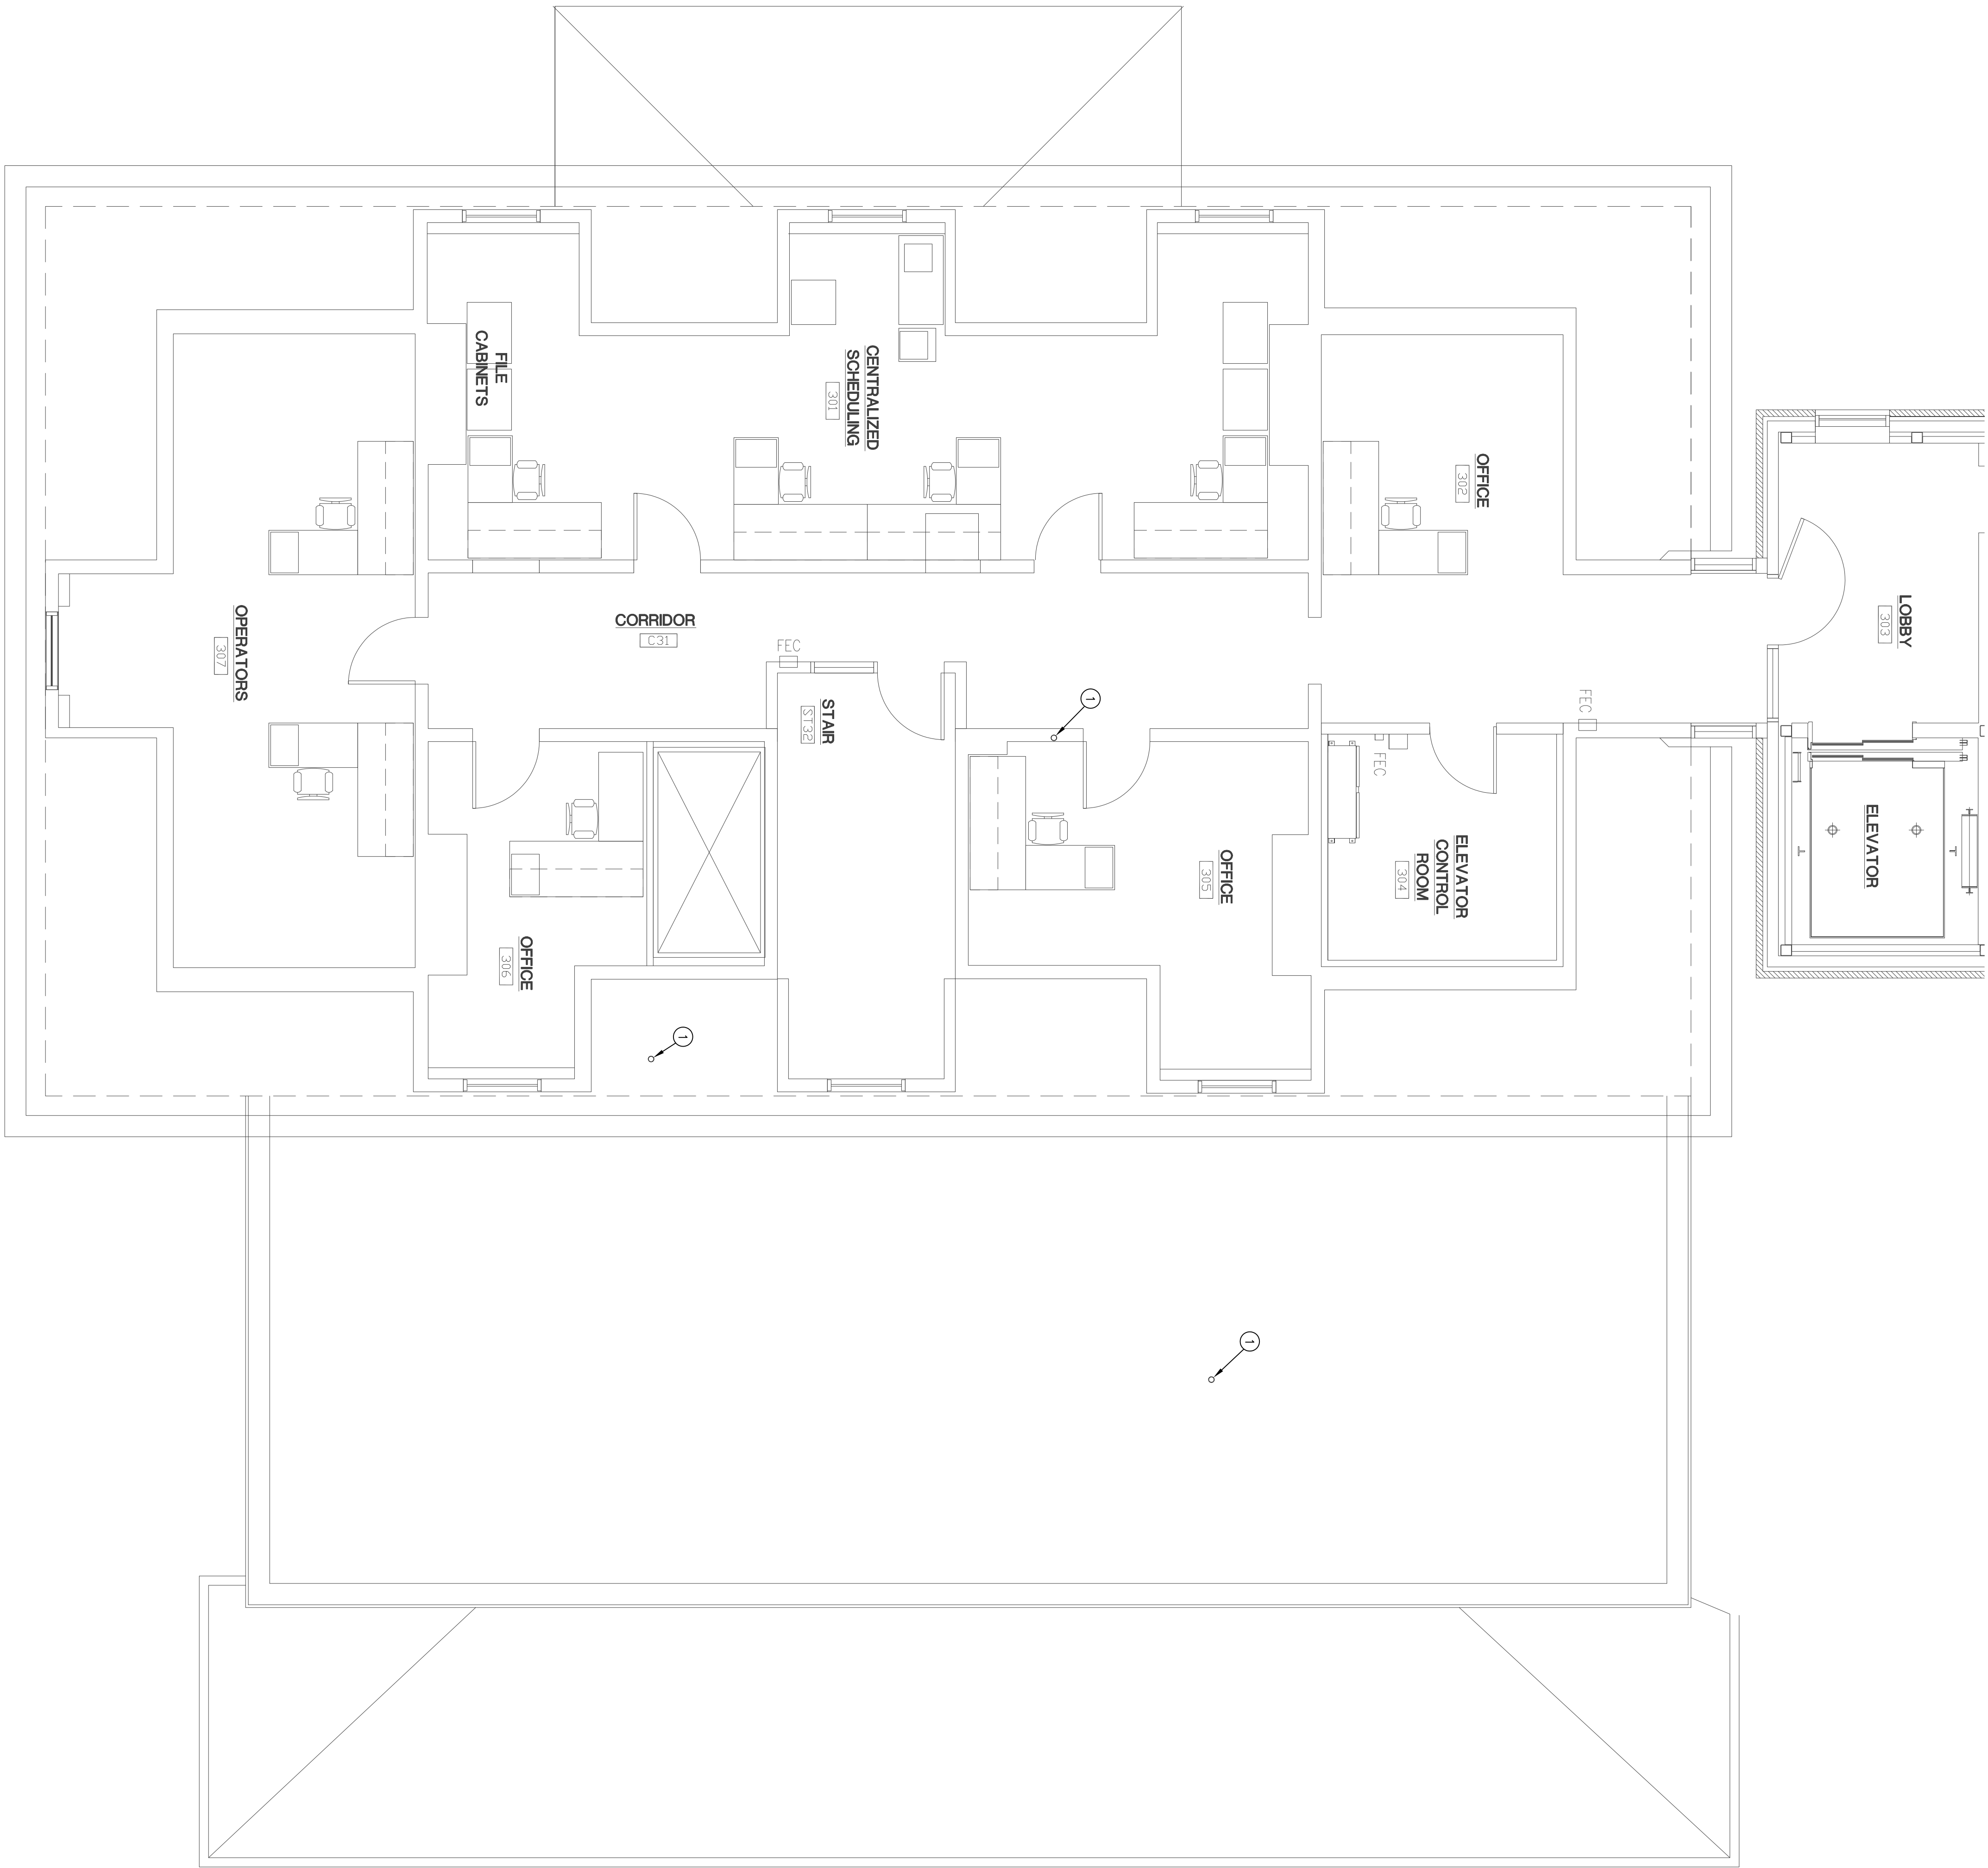 FILE
CABINETS
CENTRALIZED
SCHEDULING
301
OFFICE
302
LOBBY
303
OPERATORS
307
CORRIDOR
C31
FEC
STAIR
ST32
1
FEC
FEC
ELEVATOR
CONTROL
ROOM
304
ELEVATOR
OFFICE
305
OFFICE
306
1
1